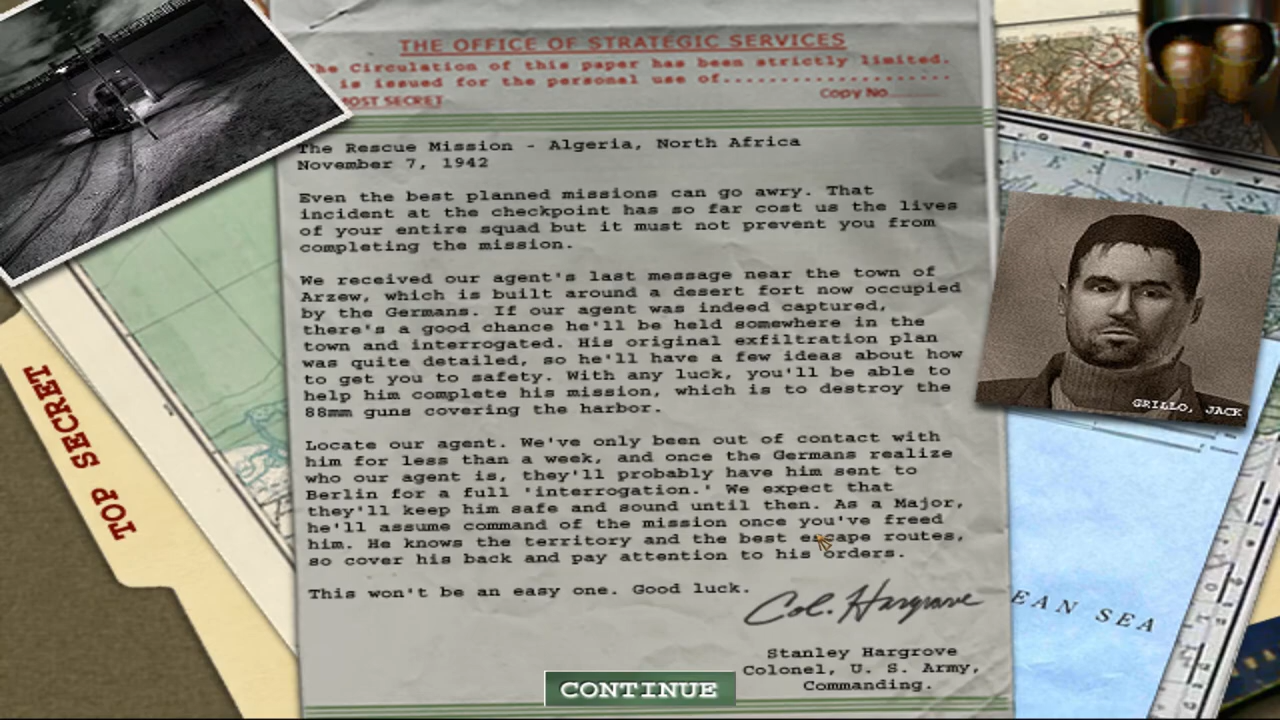 THE OFFICE OF STRATEGIC SERVICES
he Circulation of this paper has been strictly limited.
is issued for the personal use of......................
MOST SECRET
Copy No.
The Rescue Mission - Algeria, North Africa
November 7, 1942
Even the best planned missions can go awry. That
incident at the checkpoint has so far cost us the lives
of your entire squad but it must not prevent you from
completing the mission.
We received our agent's last message near the town of
Arzew, which is built around a desert fort now occupied
by the Germans. If our agent was indeed captured,
there's a good chance he'll be held somewhere in the
town and interrogated. His original exfiltration plan
was quite detailed, so he'll have a few ideas about how
to get you to safety. With any luck, you'll be able to
help him complete his mission, which is to destroy the
88mm guns covering the harbor.
Locate our agent. We've only been out of contact with
him for less than a week, and once the Germans realize
who our agent is, they'll probably have him sent to
Berlin for a full 'interrogation.' We expect that
they'll keep him safe and sound until then. As a Major,
he'll assume command of the mission once you've freed
him. He knows the territory and the best escape routes,
so cover his back and pay attention to his orders.
This won't be an easy one. Good luck.
Col. Hargrove
Stanley Hargrove
Colonel, U. S. Army,
Commanding.
CONTINUE
TOP SECRET
GRILLO, JACK
EAN SEA